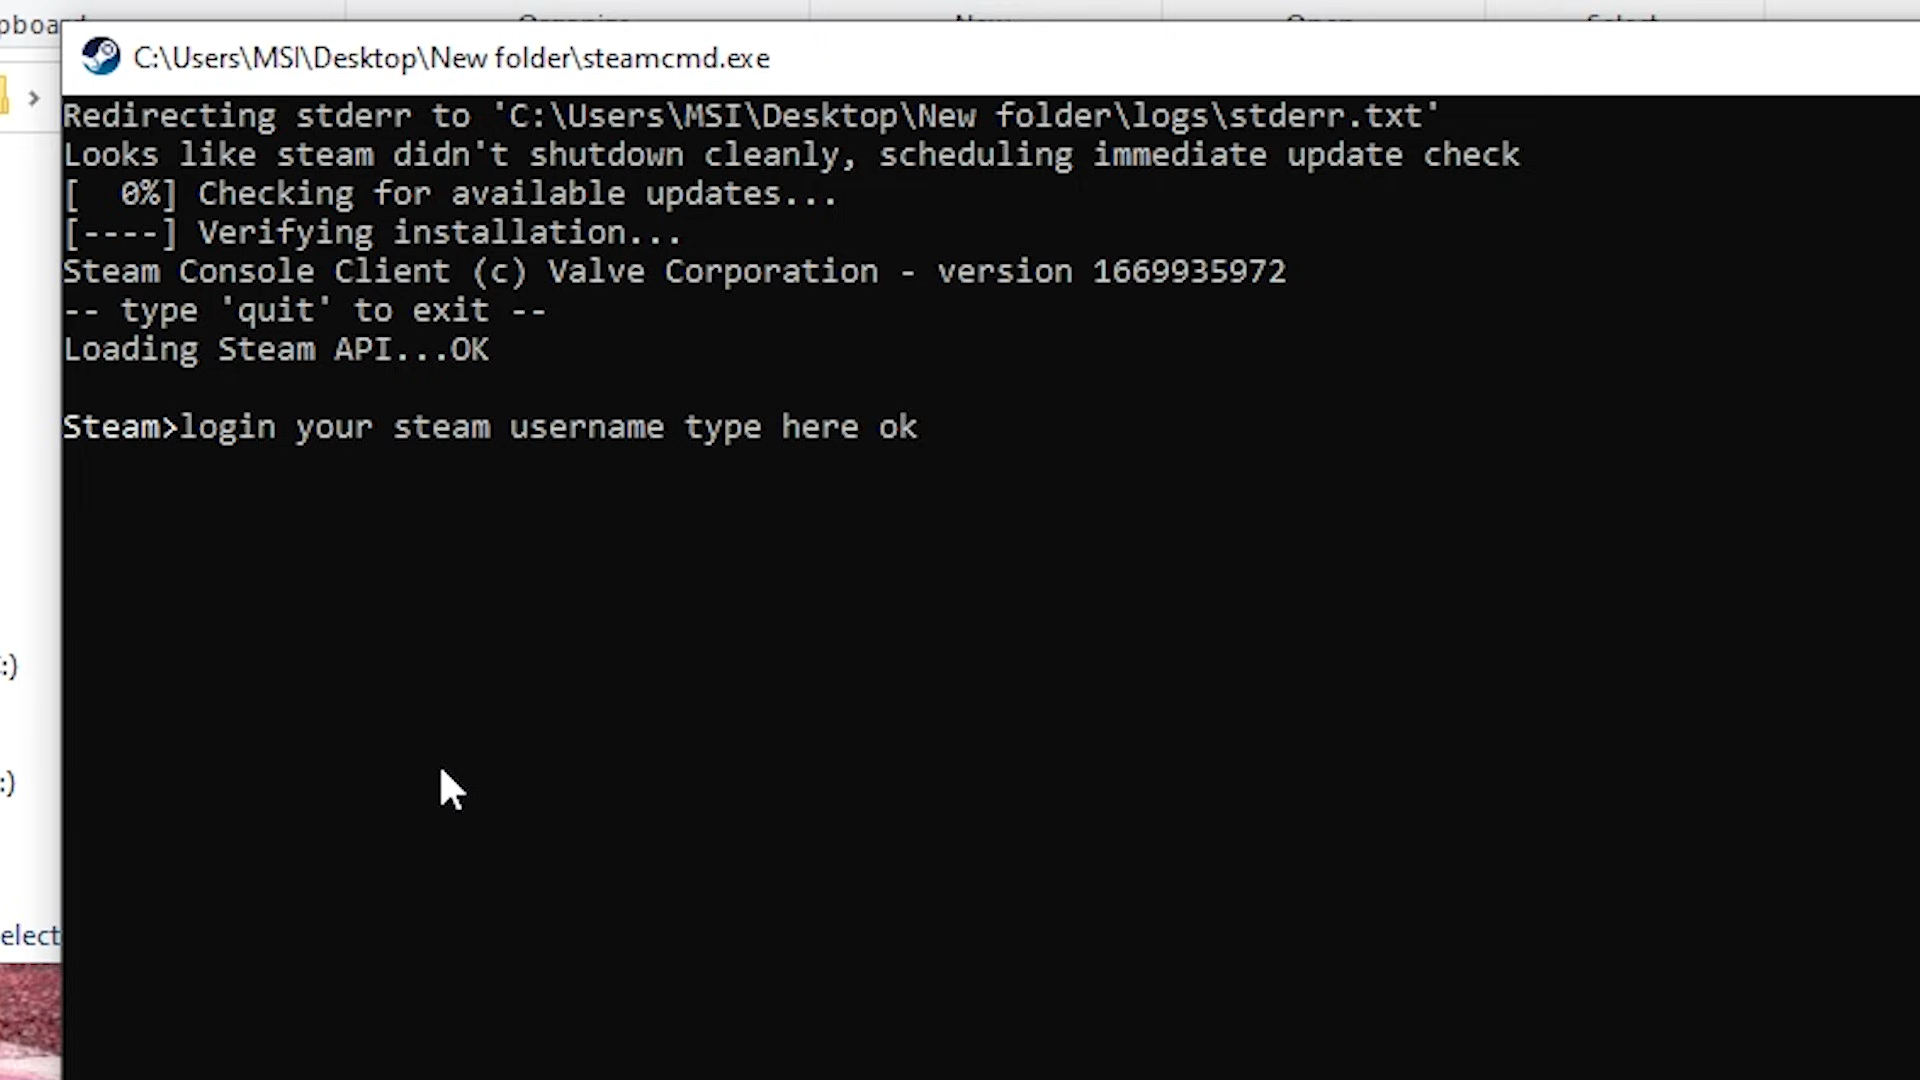 C:\Users\MSI\Desktop\New folder\steamcmd.exe
Redirecting stderr to 'C:\Users\MSI\Desktop\New folder\logs\stderr.txt'
Looks like steam didn't shutdown cleanly, scheduling immediate update check
[  0%] Checking for available updates...
[----] Verifying installation...
Steam Console Client (c) Valve Corporation - version 1669935972
-- type 'quit' to exit --
Loading Steam API...OK
Steam>login your steam username type here ok
:)
:)
elect